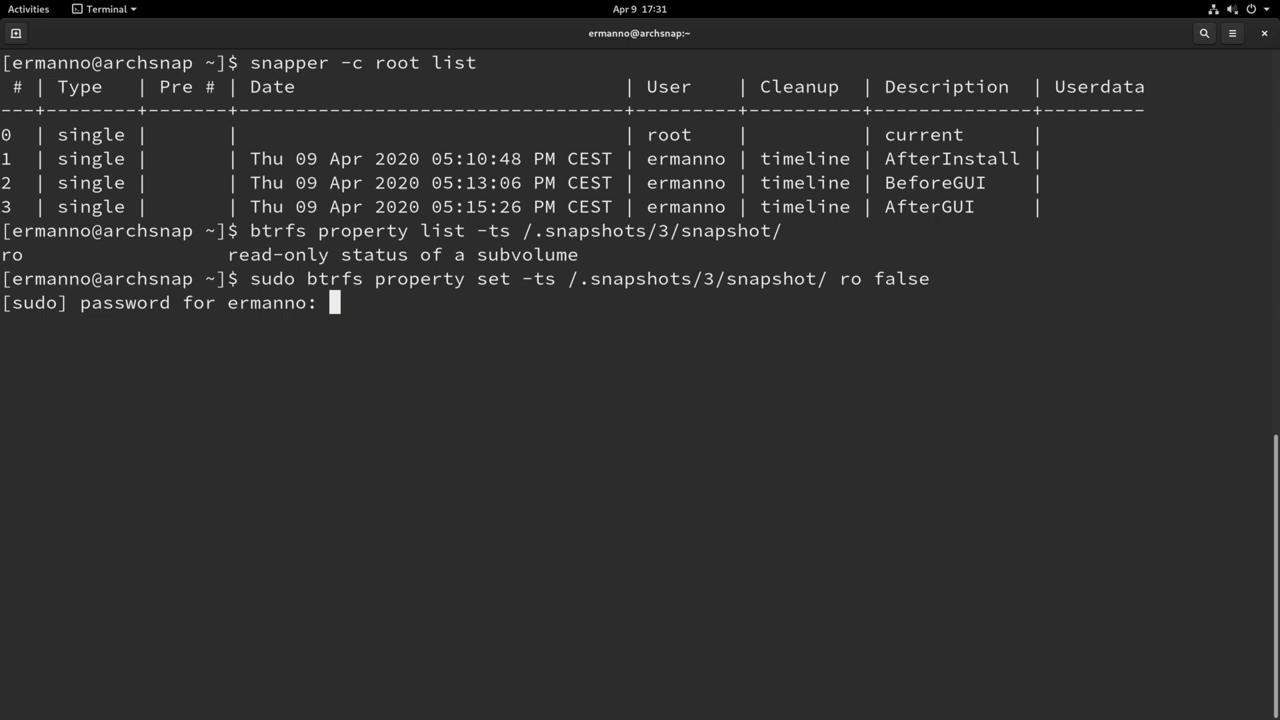 Activities Terminal Apr 9 17:31
ermanno@archsnap:~
[ermanno@archsnap ~]$ snapper -c root list
 # | Type   | Pre # | Date                              | User    | Cleanup  | Description  | Userdata
---+--------+-------+-----------------------------------+---------+----------+--------------+---------
0  | single |       |                                   | root    |          | current      |
1  | single |       | Thu 09 Apr 2020 05:10:48 PM CEST | ermanno | timeline | AfterInstall |
2  | single |       | Thu 09 Apr 2020 05:13:06 PM CEST | ermanno | timeline | BeforeGUI    |
3  | single |       | Thu 09 Apr 2020 05:15:26 PM CEST | ermanno | timeline | AfterGUI     |
[ermanno@archsnap ~]$ btrfs property list -ts /.snapshots/3/snapshot/
ro                  read-only status of a subvolume
[ermanno@archsnap ~]$ sudo btrfs property set -ts /.snapshots/3/snapshot/ ro false
[sudo] password for ermanno: